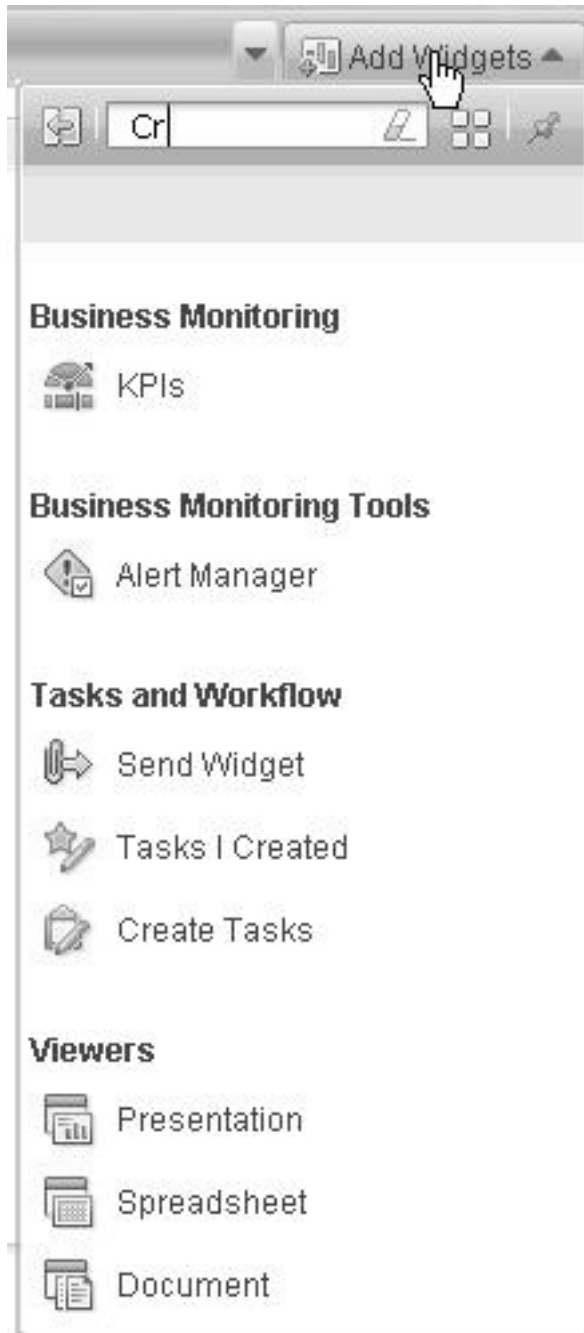 Add Widgets
Cr
Business Monitoring
KPIs
Business Monitoring Tools
Alert Manager
Tasks and Workflow
Send Widget
Tasks I Created
Create Tasks
Viewers
Presentation
Spreadsheet
Document